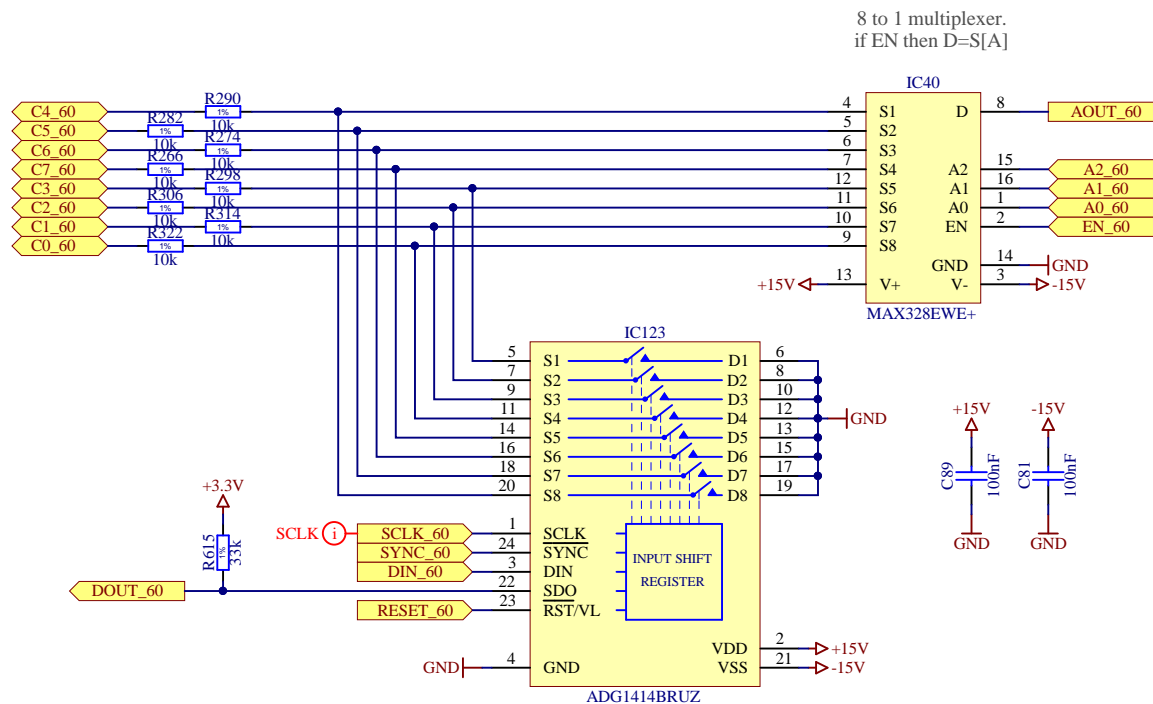 8 to 1 multiplexer.
if EN then D=S[A]
IC40
C4_60 R290 1% 10k 4 S1 D 8 AOUT_60
C5_60 R282 1% 10k 5 S2
C6_60 R274 1% 10k 6 S3
C7_60 R266 1% 10k 7 S4 A2 15 A2_60
C3_60 R298 1% 10k 12 S5 A1 16 A1_60
C2_60 R306 1% 10k 11 S6 A0 1 A0_60
C1_60 R314 1% 10k 10 S7 EN 2 EN_60
C0_60 R322 1% 10k 9 S8
GND 14 GND
+15V 13 V+ V- 3 -15V
MAX328EWE+
IC123
5 S1 D1 6
7 S2 D2 8
9 S3 D3 10
11 S4 D4 12 GND
14 S5 D5 13
16 S6 D6 15
18 S7 D7 17
20 S8 D8 19
+15V -15V
C89 100nF C81 100nF
GND GND
+3.3V
R615 1% 33k
SCLK i SCLK_60 1 SCLK
SYNC_60 24 SYNC
DIN_60 3 DIN
DOUT_60 22 SDO
RESET_60 23 RST/VL
INPUT SHIFT
REGISTER
VDD 2 +15V
GND 4 GND VSS 21 -15V
ADG1414BRUZ